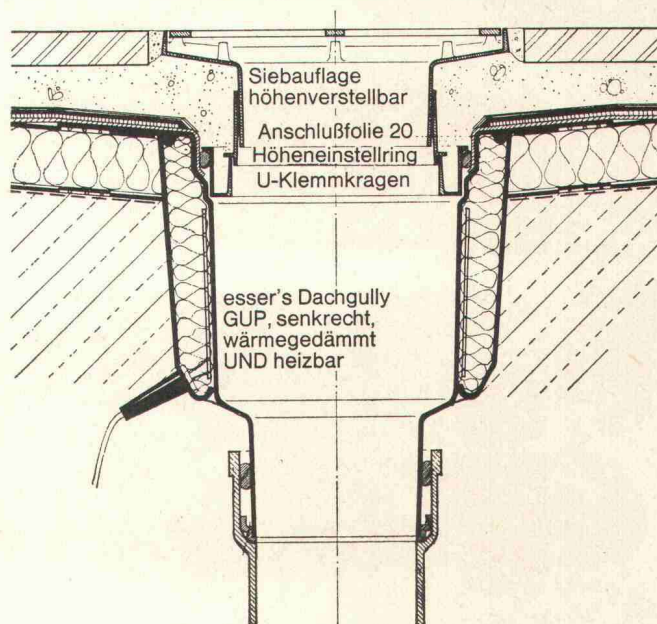 Siebauflage
höhenverstellbar
Anschlußfolie 20
Höheneinstellring
U-Klemmkragen
esser's Dachgully
GUP, senkrecht,
wärmegedämmt
UND heizbar